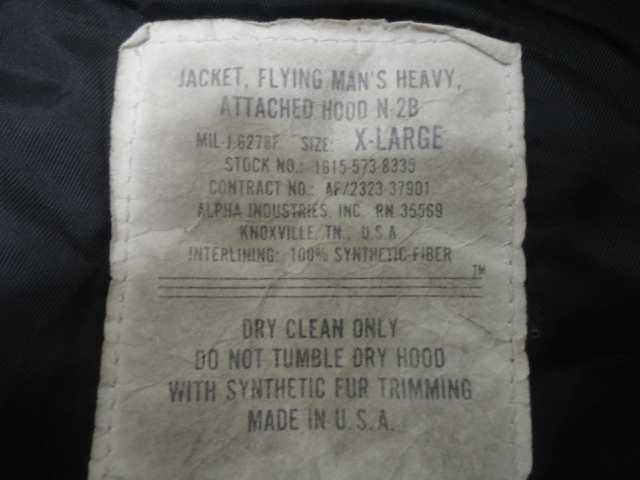 JACKET, FLYING MAN'S HEAVY,
ATTACHED HOOD N-2B
MIL-J-6278F SIZE: X-LARGE
STOCK NO.: 1615-573-8335
CONTRACT NO.: AF/2323-37901
ALPHA INDUSTRIES, INC. RN 35569
KNOXVILLE, TN., U.S.A.
INTERLINING: 100% SYNTHETIC FIBER
TM
DRY CLEAN ONLY
DO NOT TUMBLE DRY HOOD
WITH SYNTHETIC FUR TRIMMING
MADE IN U.S.A.